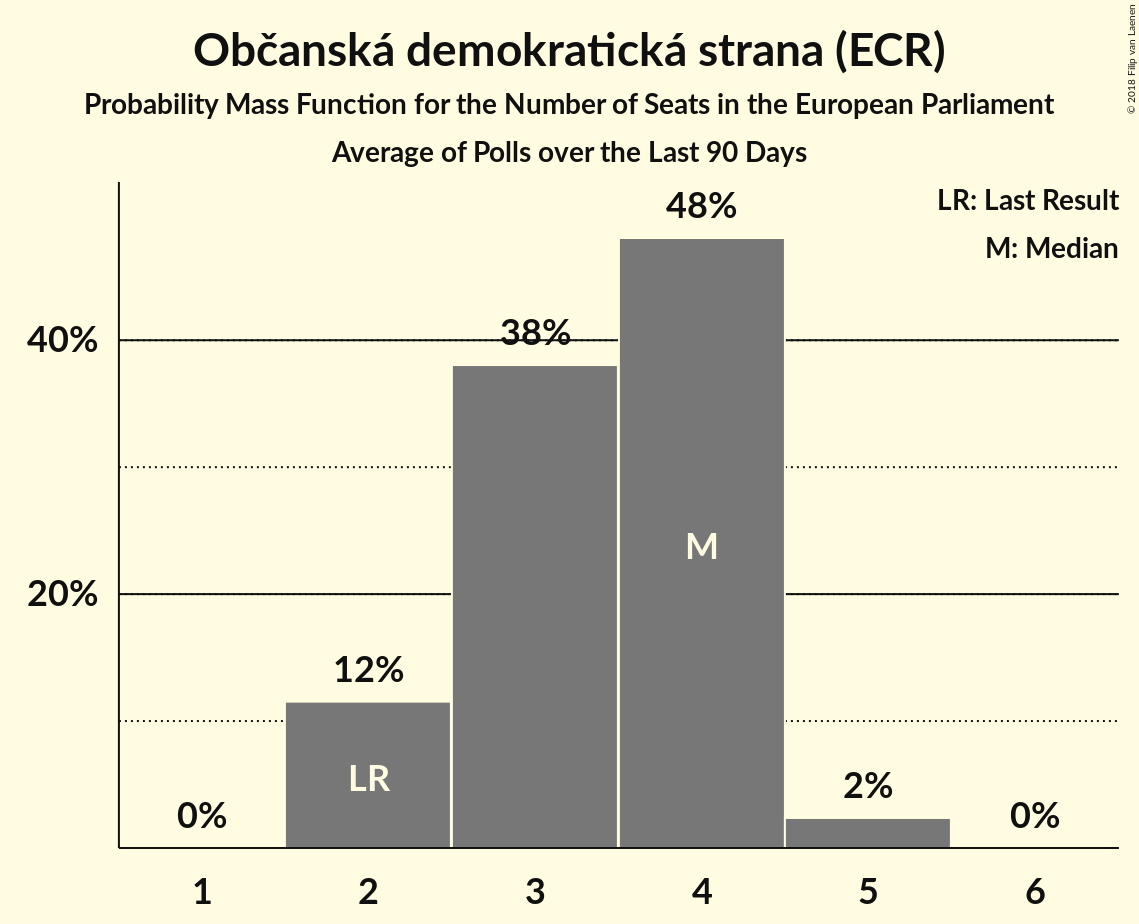 Občanská demokratická strana (ECR)
Probability Mass Function for the Number of Seats in the European Parliament
Average of Polls over the Last 90 Days
© 2018 Filip van Laenen
LR: Last Result
M: Median
48%
38%
40%
M
20%
12%
LR
2%
0%
0%
1 2 3 4 5 6